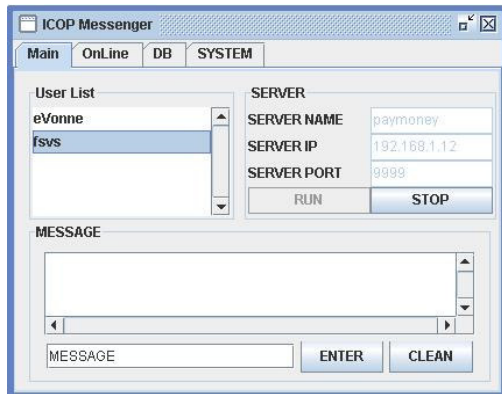 ICOP Messenger
Main OnLine DB SYSTEM
User List
eVonne
fsvs
SERVER
SERVER NAME paymoney
SERVER IP 192.168.1.12
SERVER PORT 9999
RUN STOP
MESSAGE
MESSAGE ENTER CLEAN